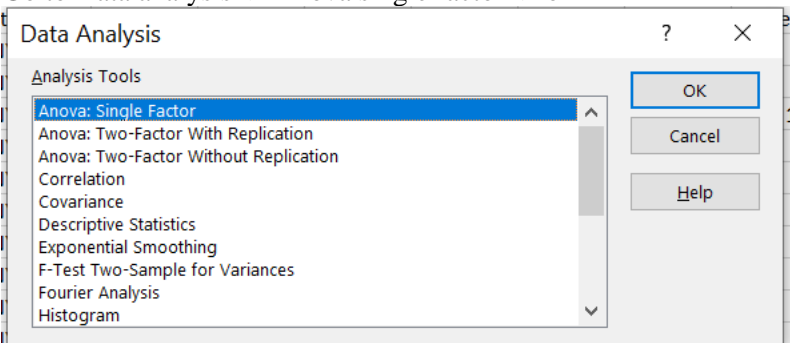 Data Analysis ? ×
Analysis Tools
Anova: Single Factor
Anova: Two-Factor With Replication
Anova: Two-Factor Without Replication
Correlation
Covariance
Descriptive Statistics
Exponential Smoothing
F-Test Two-Sample for Variances
Fourier Analysis
Histogram
OK
Cancel
Help